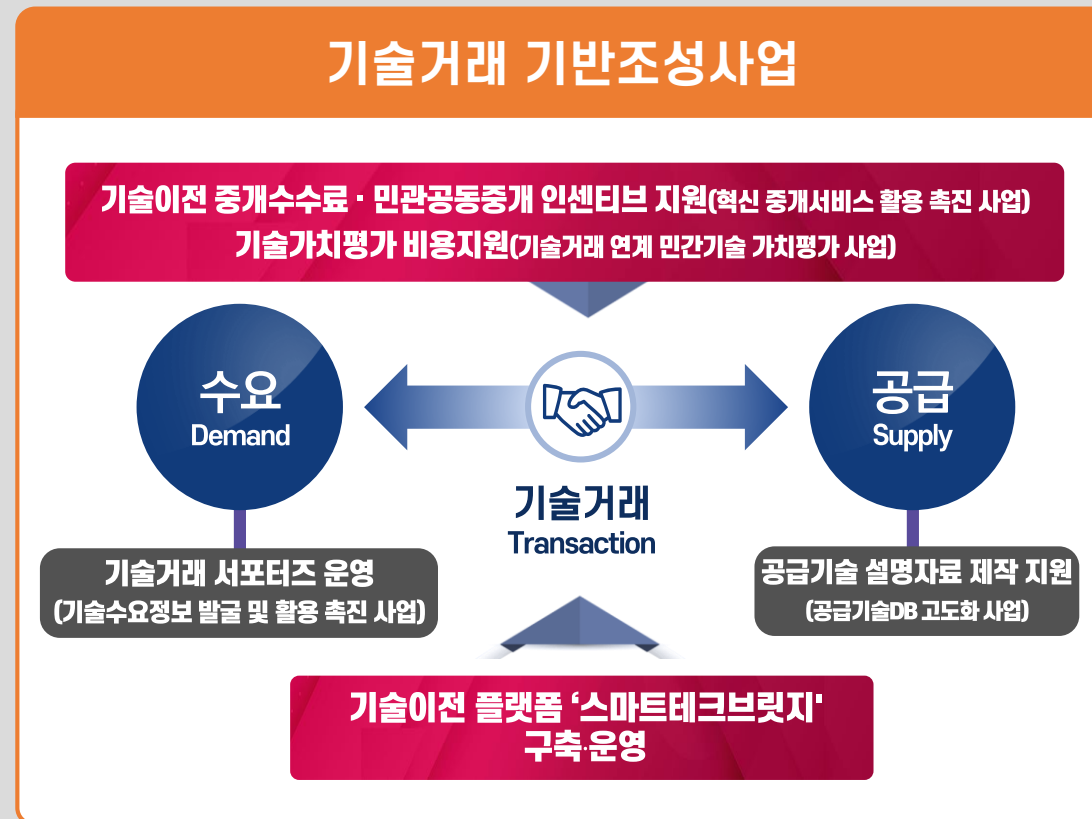 기술거래 기반조성사업
기술이전 중개수수료 · 민관공동중개 인센티브 지원(혁신 중개서비스 활용 촉진 사업)
기술가치평가 비용지원(기술거래 연계 민간기술 가치평가 사업)
수요
Demand
공급
Supply
기술거래
Transaction
기술거래 서포터즈 운영
(기술수요정보 발굴 및 활용 촉진 사업)
공급기술 설명자료 제작 지원
(공급기술DB 고도화 사업)
기술이전 플랫폼 ‘스마트테크브릿지'
구축·운영